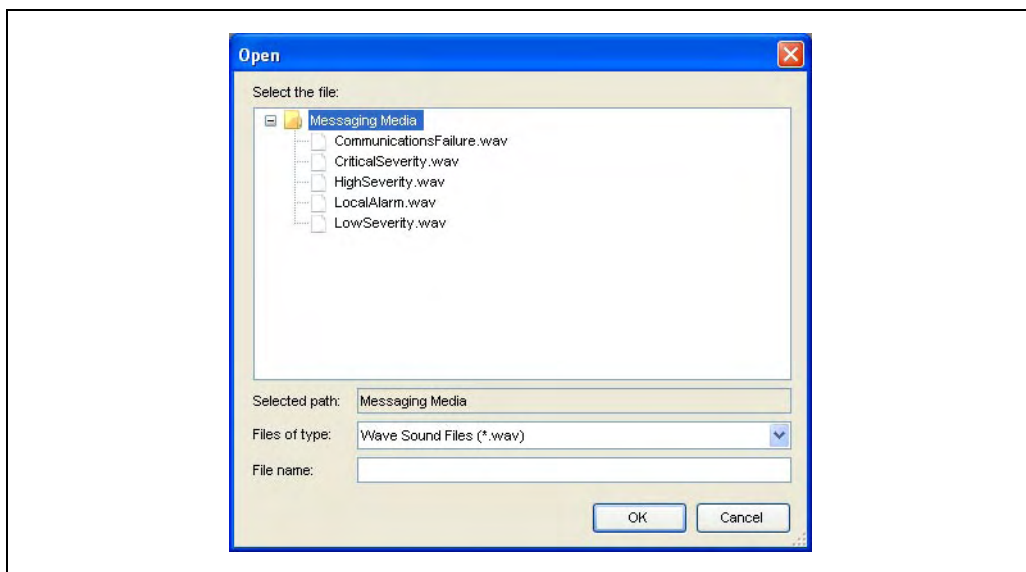 Open
Select the file:
Messaging Media
CommunicationsFailure.wav
CriticalSeverity.wav
HighSeverity.wav
LocalAlarm.wav
LowSeverity.wav
Selected path: Messaging Media
Files of type: Wave Sound Files (*.wav)
File name:
OK Cancel